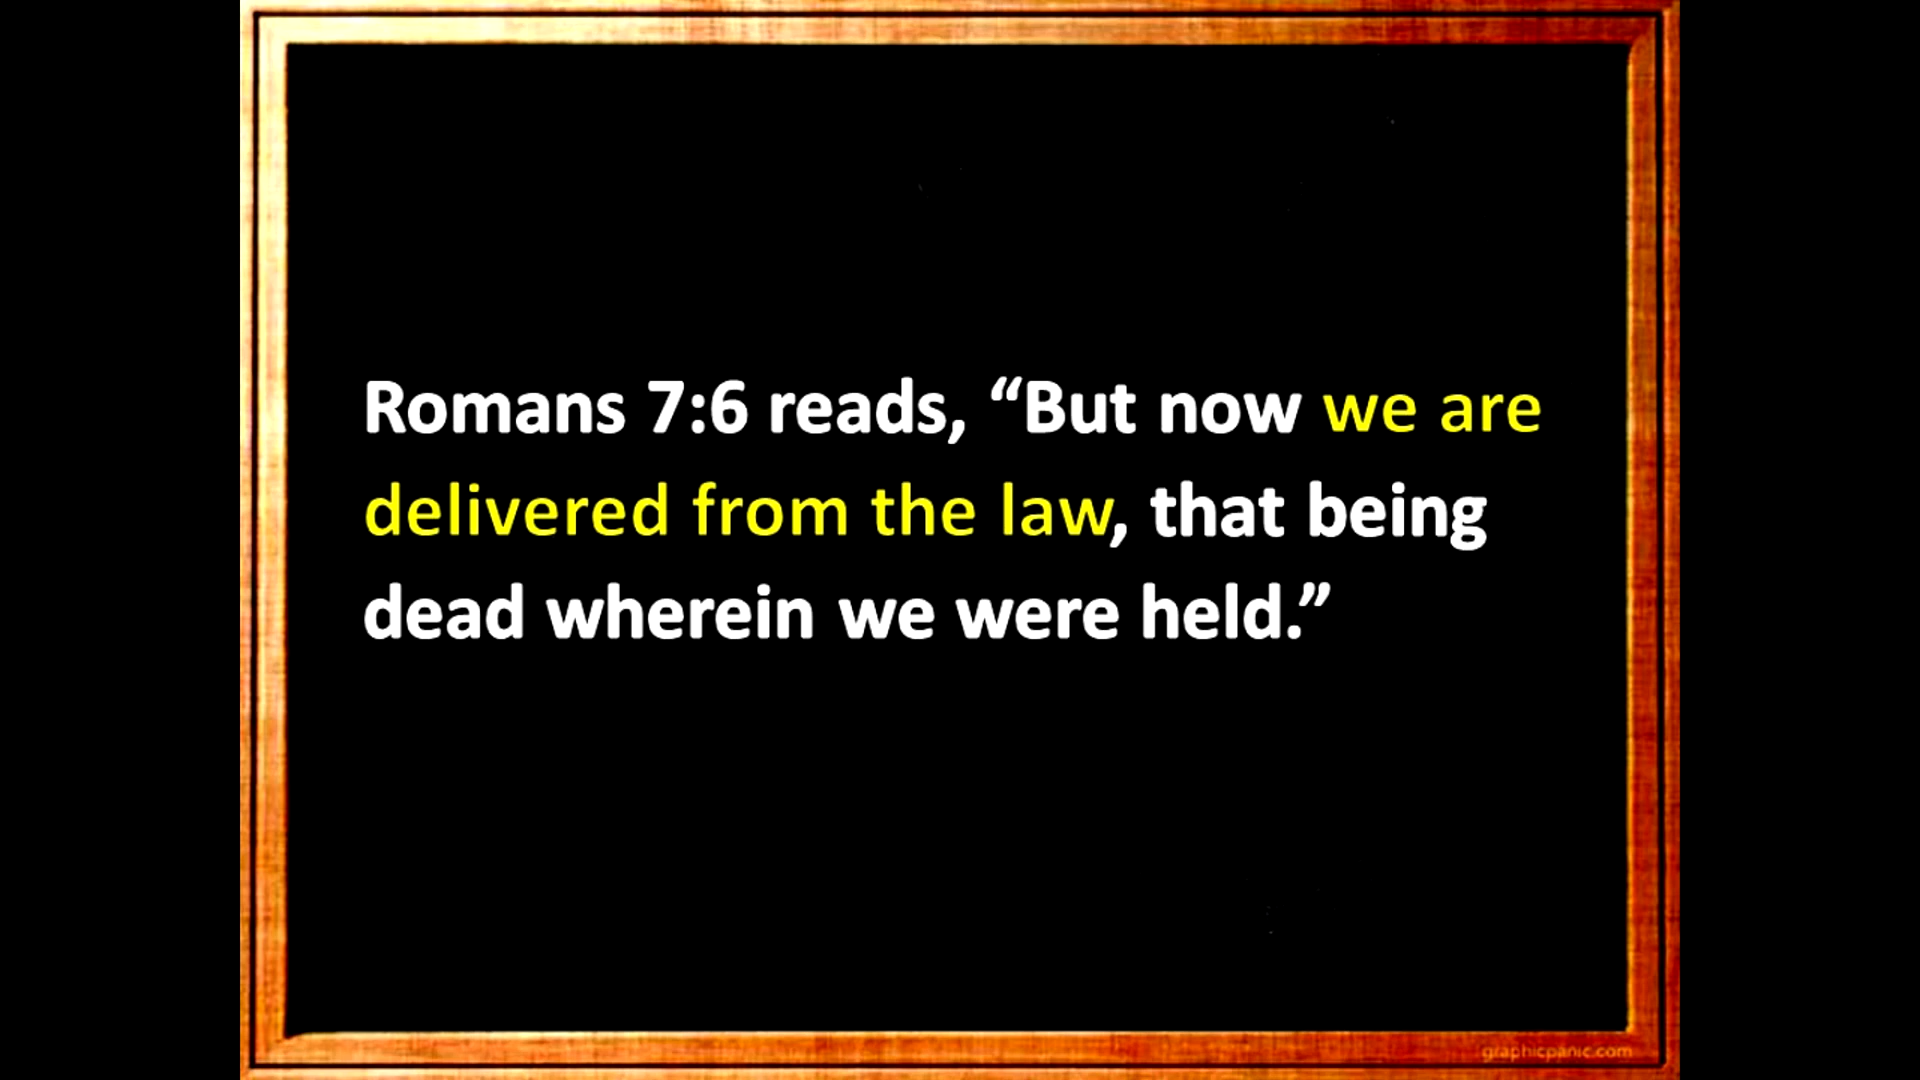 Romans 7:6 reads, “But now we are
delivered from the law, that being
dead wherein we were held.”
graphicpanic.com